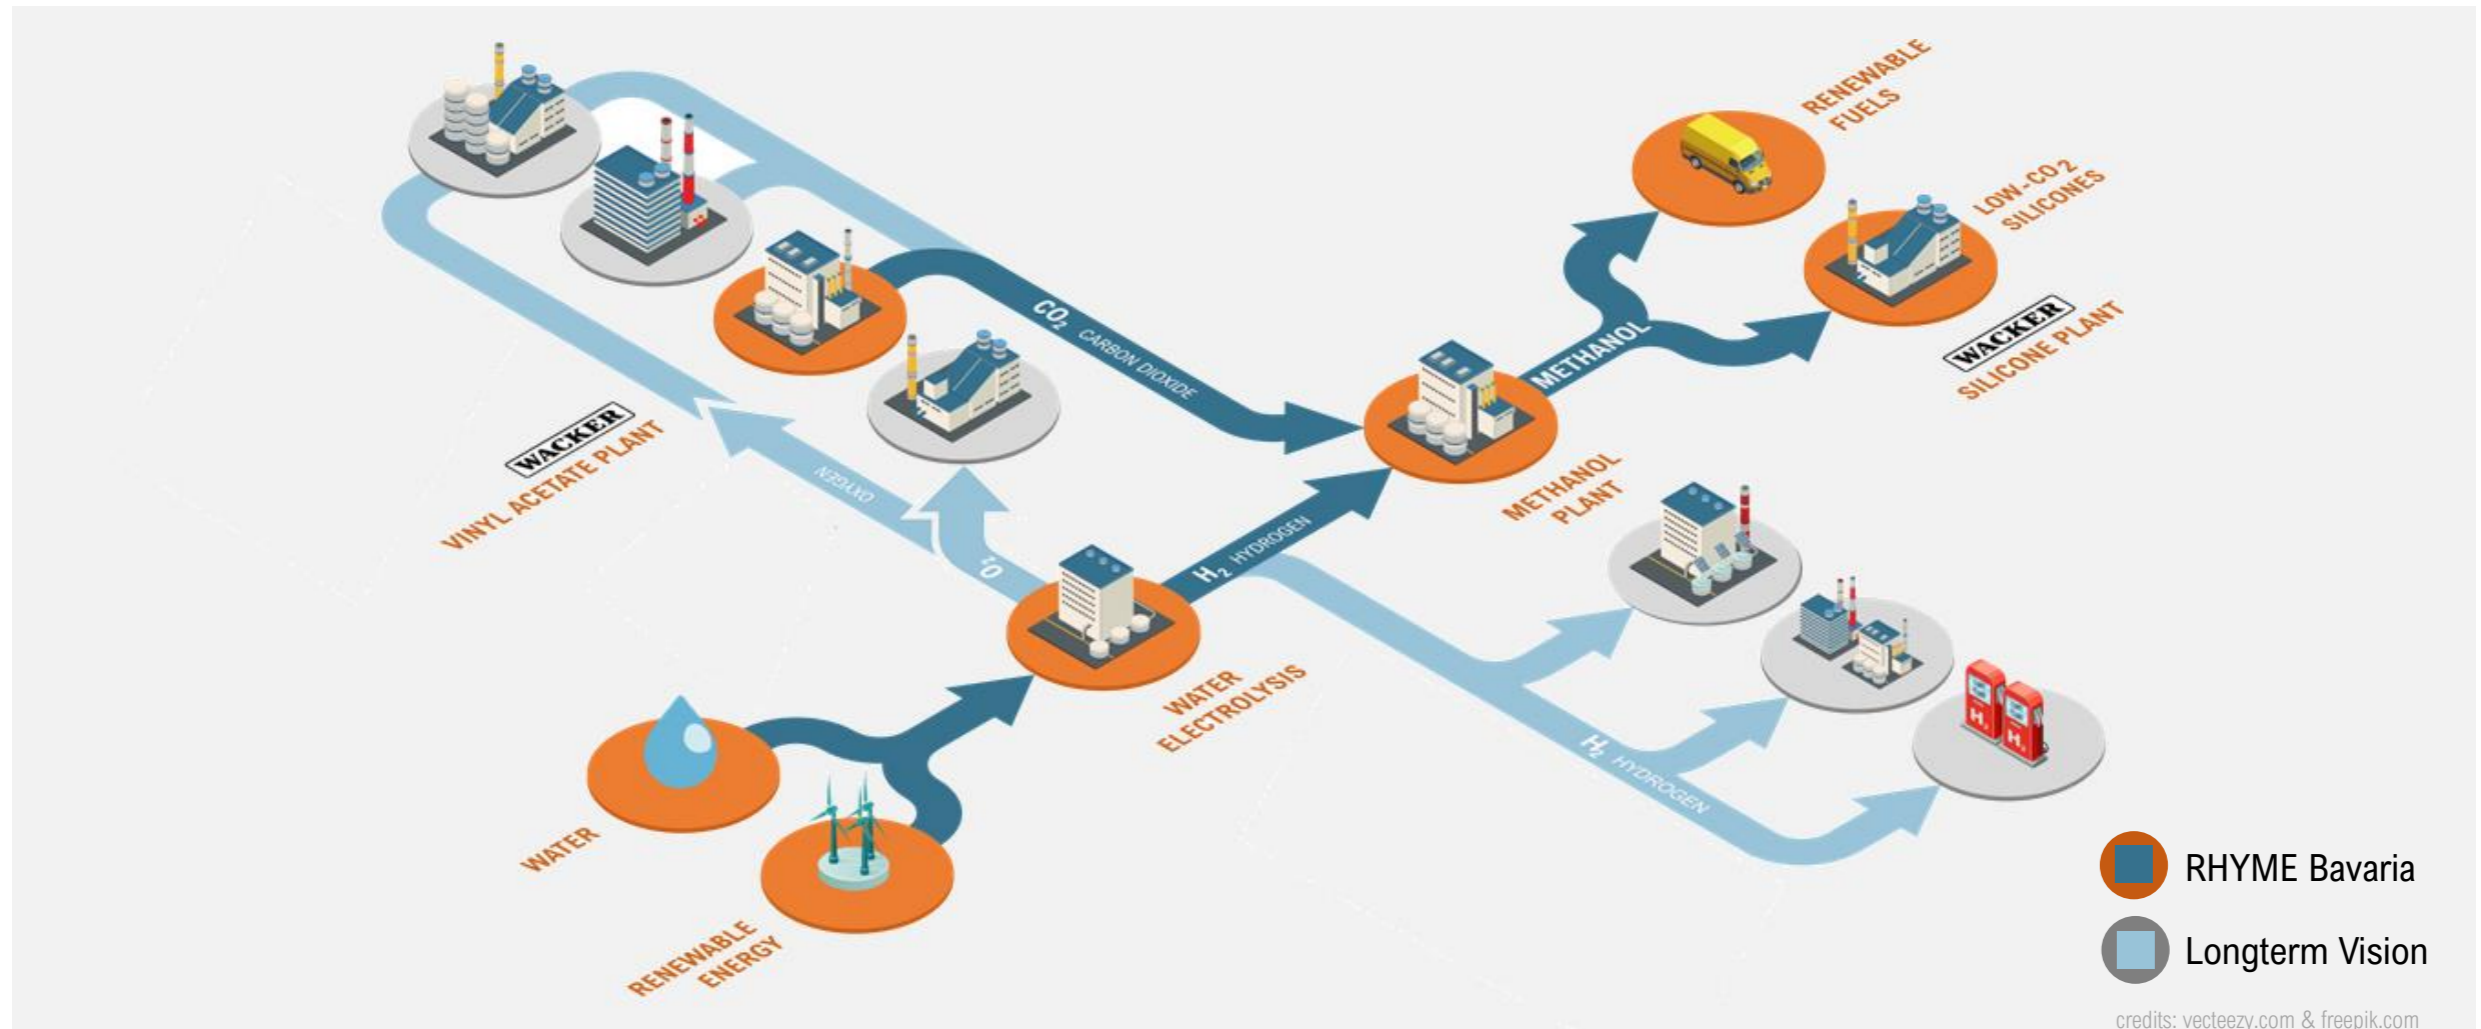 RENEWABLE
FUELS
LOW-CO₂
SILICONES
WACKER
SILICONE PLANT
CO₂ CARBON DIOXIDE
METHANOL
WACKER
VINYL ACETATE PLANT
OXYGEN
O₂
METHANOL
PLANT
H₂ HYDROGEN
WATER
ELECTROLYSIS
H₂
H₂
H₂ HYDROGEN
WATER
RENEWABLE
ENERGY
RHYME Bavaria
Longterm Vision
credits: vecteezy.com & freepik.com